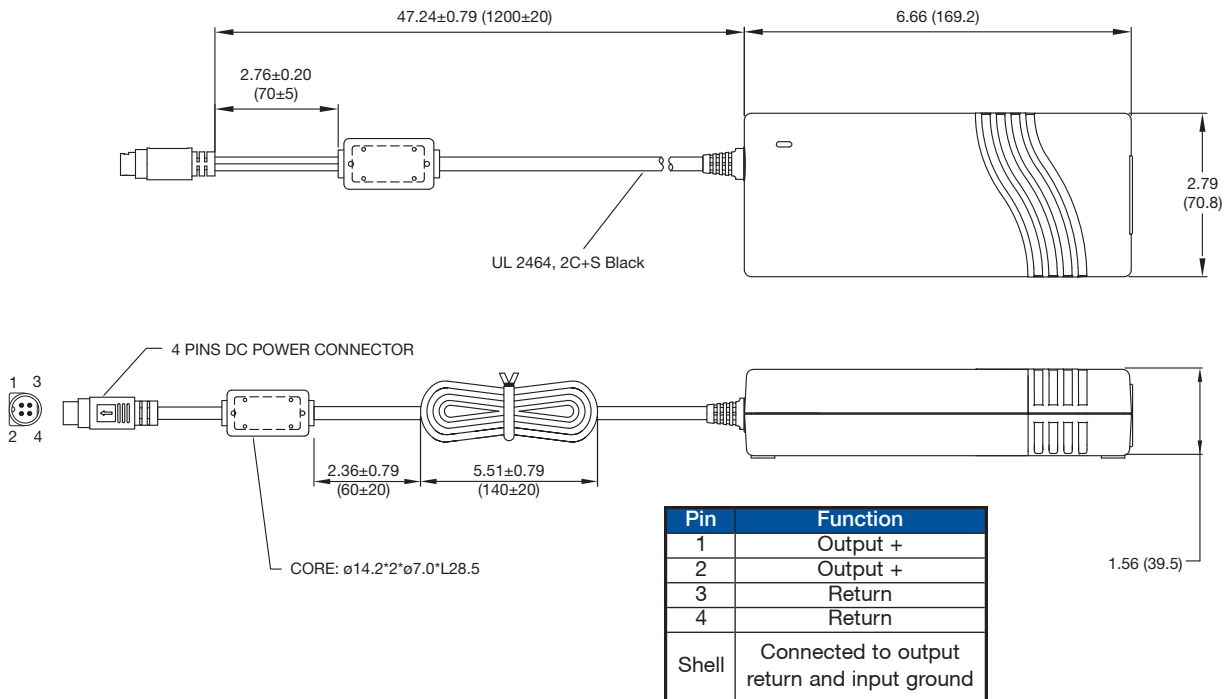 47.24±0.79 (1200±20)
6.66 (169.2)
2.76±0.20
(70±5)
2.79
(70.8)
UL 2464, 2C+S Black
4 PINS DC POWER CONNECTOR
1 3
2 4
2.36±0.79
(60±20)
5.51±0.79
(140±20)
CORE: ø14.2*2*ø7.0*L28.5
1.56 (39.5)
Pin Function
1 Output +
2 Output +
3 Return
4 Return
Shell Connected to output
return and input ground